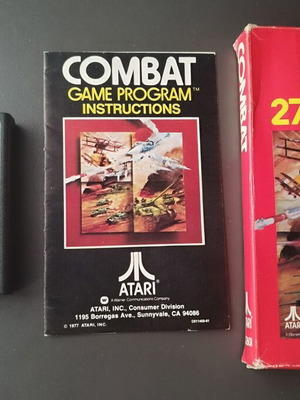 COMBAT
GAME PROGRAM™
INSTRUCTIONS
ATARI
A Warner Communications Company
ATARI, INC., Consumer Division
1195 Borregas Ave., Sunnyvale, CA 94086
© 1977 ATARI, INC.
COMBAT
27
ATARI